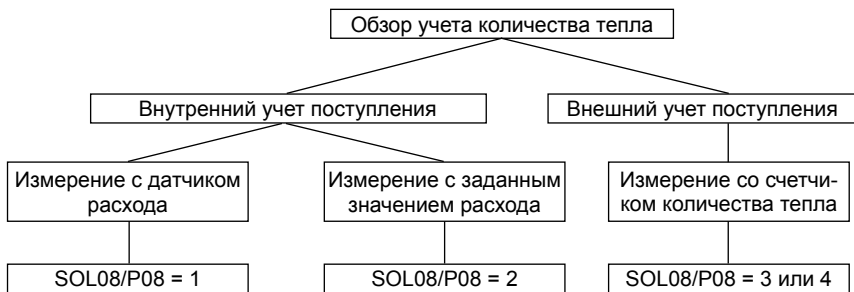 Обзор учета количества тепла
Внутренний учет поступления
Внешний учет поступления
Измерение с датчиком
расхода
Измерение с заданным
значением расхода
Измерение со счетчи-
ком количества тепла
SOL08/P08 = 1
SOL08/P08 = 2
SOL08/P08 = 3 или 4